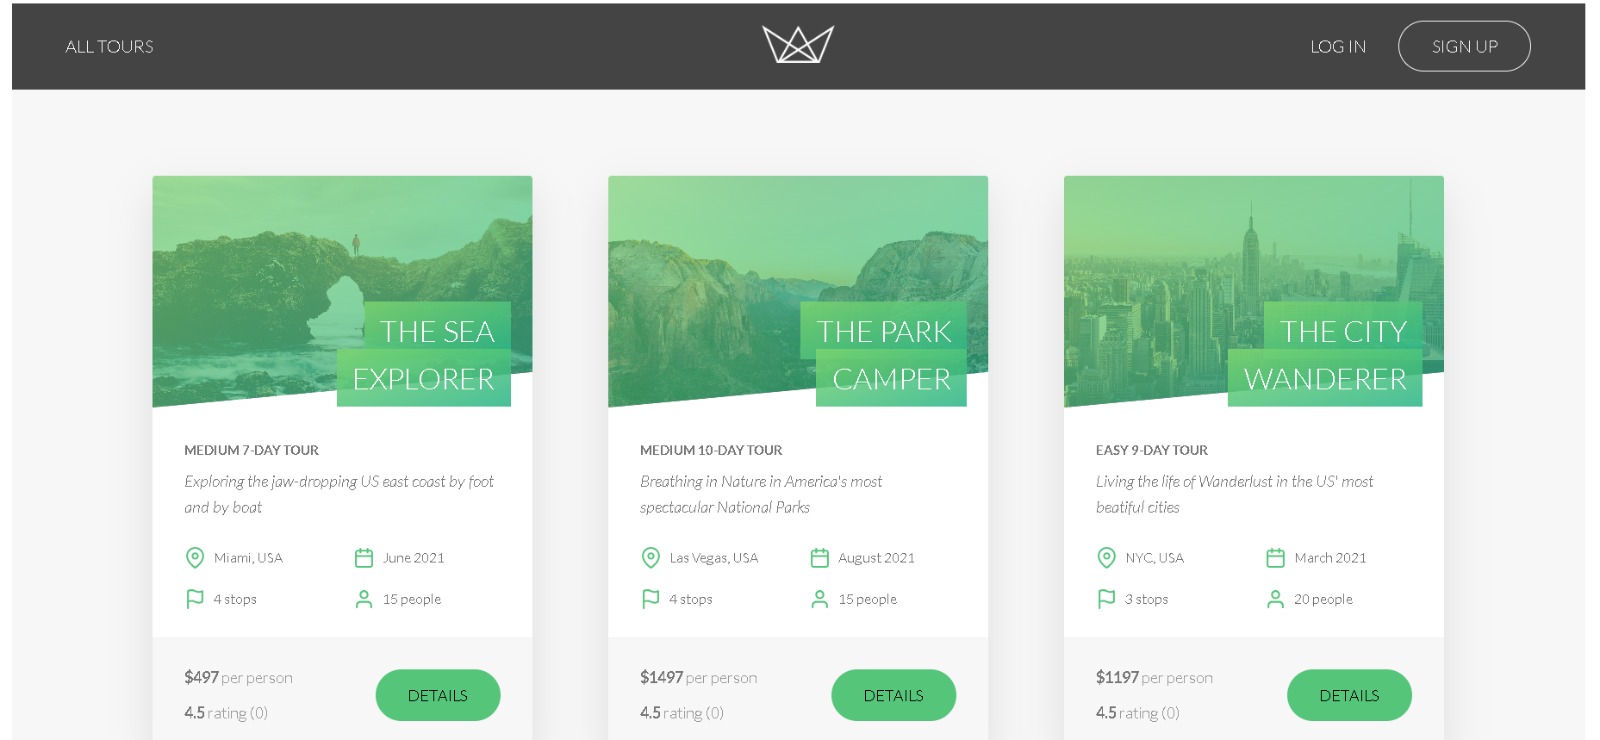 ALL TOURS
LOG IN
SIGN UP
THE SEA
EXPLORER
MEDIUM 7-DAY TOUR
Exploring the jaw-dropping US east coast by foot
and by boat
Miami, USA
June 2021
4 stops
15 people
$497 per person
4.5 rating (0)
DETAILS
THE PARK
CAMPER
MEDIUM 10-DAY TOUR
Breathing in Nature in America's most
spectacular National Parks
Las Vegas, USA
August 2021
4 stops
15 people
$1497 per person
4.5 rating (0)
DETAILS
THE CITY
WANDERER
EASY 9-DAY TOUR
Living the life of Wanderlust in the US' most
beatiful cities
NYC, USA
March 2021
3 stops
20 people
$1197 per person
4.5 rating (0)
DETAILS